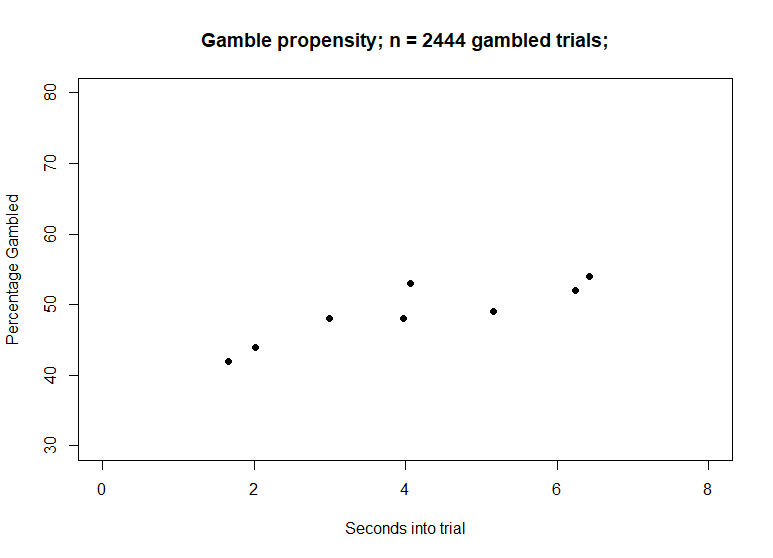 Gamble propensity; n = 2444 gambled trials;
80
70
60
50
40
30
Percentage Gambled
0 2 4 6 8
Seconds into trial